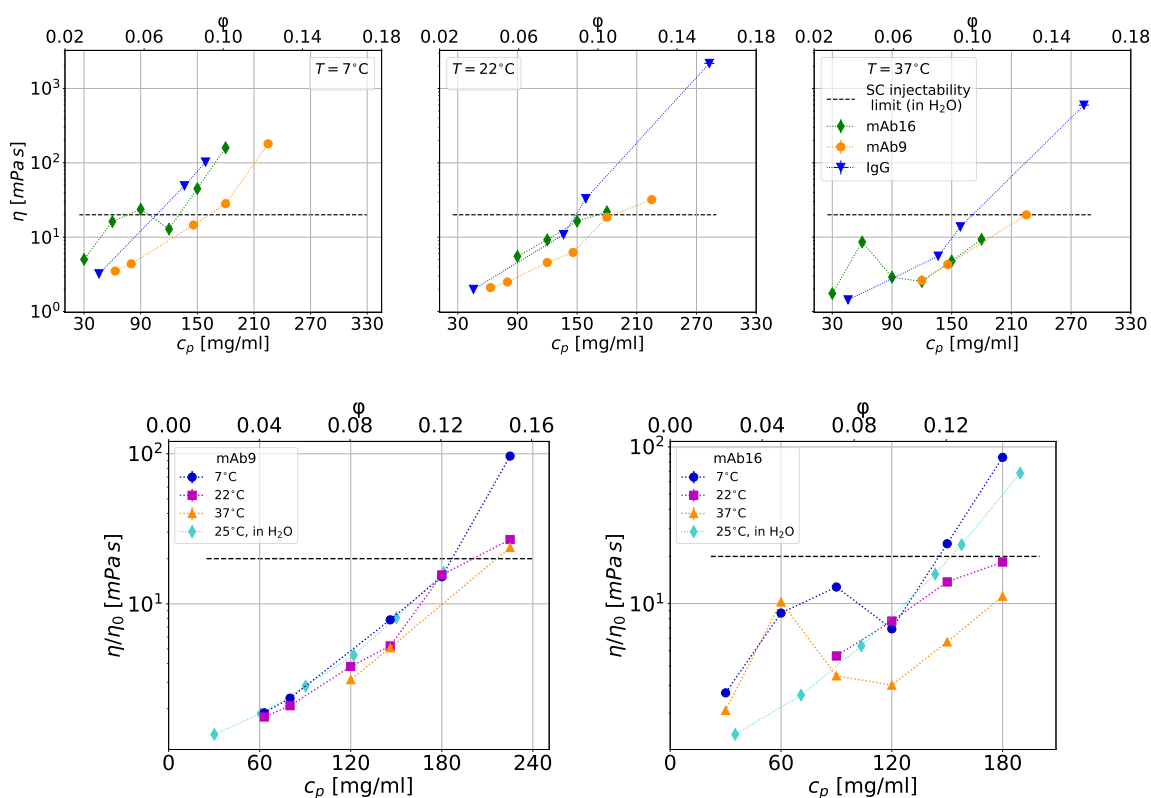 φ
φ
φ
0.02 0.06 0.10 0.14 0.18
0.02 0.06 0.10 0.14 0.18
0.02 0.06 0.10 0.14 0.18
T = 7°C
T = 22°C
T = 37°C
SC injectability
limit (in H₂O)
mAb16
mAb9
IgG
η [mPa s]
10³
10²
10¹
10⁰
30 90 150 210 270 330
30 90 150 210 270 330
30 90 150 210 270 330
cₚ [mg/ml]
cₚ [mg/ml]
cₚ [mg/ml]
φ
0.00 0.04 0.08 0.12 0.16
mAb9
7°C
22°C
37°C
25°C, in H₂O
η/η₀ [mPa s]
10²
10¹
0 60 120 180 240
cₚ [mg/ml]
φ
0.00 0.04 0.08 0.12
mAb16
7°C
22°C
37°C
25°C, in H₂O
η/η₀ [mPa s]
10²
10¹
0 60 120 180
cₚ [mg/ml]